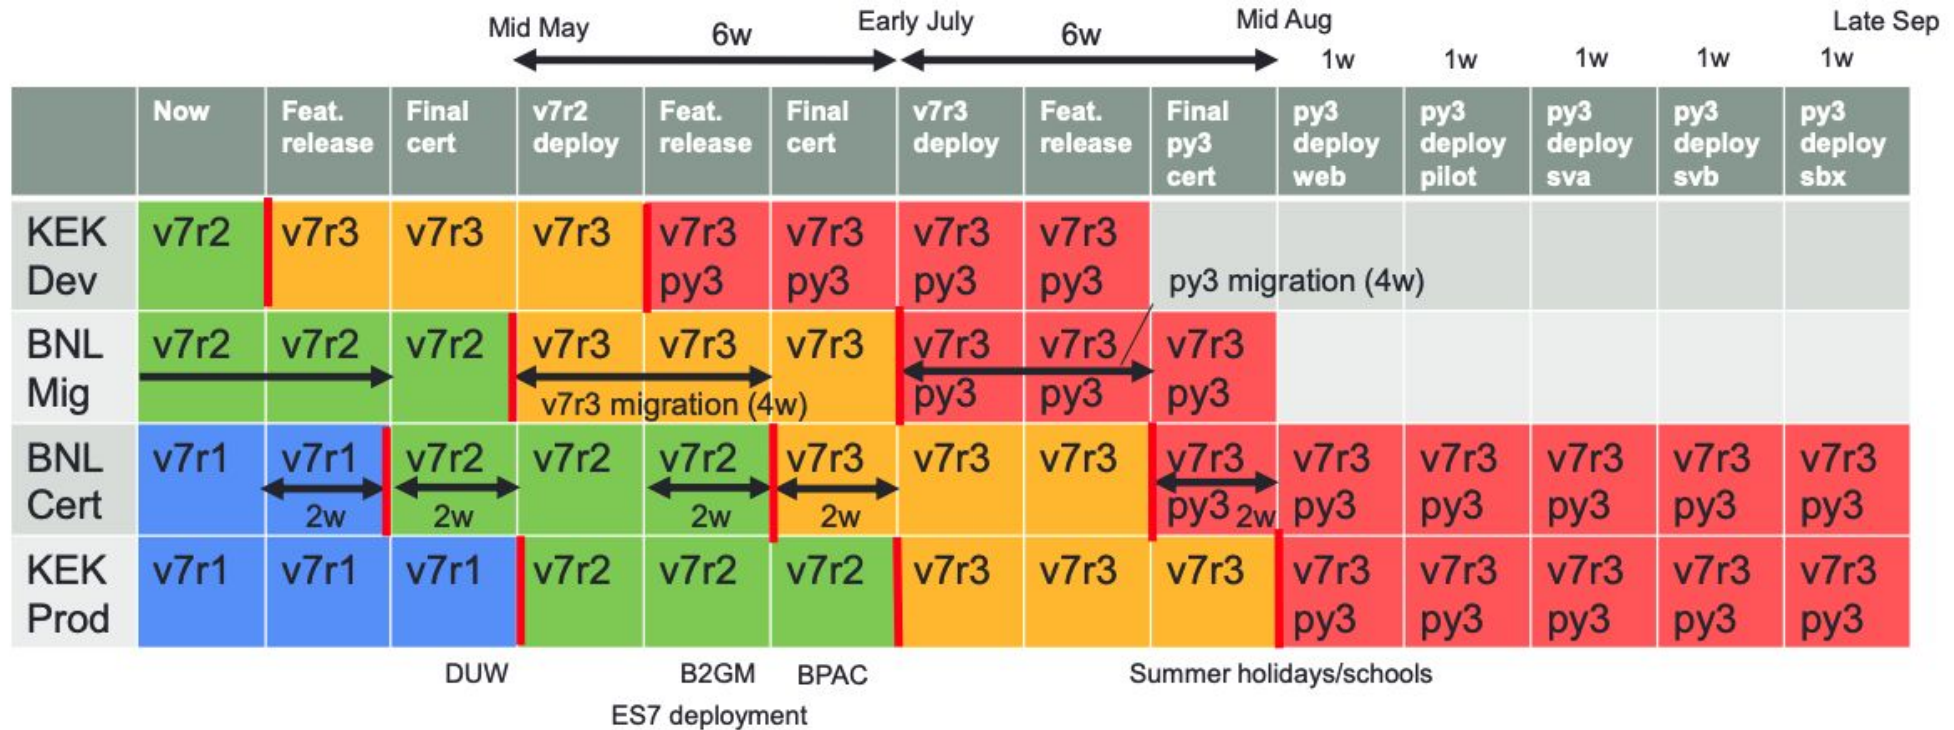 Mid May
6w
Early July
6w
Mid Aug
Late Sep
1w
1w
1w
1w
1w
Now
Feat.
release
Final
cert
v7r2
deploy
Feat.
release
Final
cert
v7r3
deploy
Feat.
release
Final
py3
cert
py3
deploy
web
py3
deploy
pilot
py3
deploy
sva
py3
deploy
svb
py3
deploy
sbx
KEK
Dev
v7r2
v7r3
v7r3
v7r3
v7r3
py3
v7r3
py3
v7r3
py3
v7r3
py3
py3 migration (4w)
BNL
Mig
v7r2
v7r2
v7r2
v7r3
v7r3
v7r3
v7r3 migration (4w)
v7r3
py3
v7r3
py3
v7r3
py3
BNL
Cert
v7r1
v7r1
2w
v7r2
2w
v7r2
v7r2
2w
v7r3
2w
v7r3
v7r3
v7r3
py3 2w
v7r3
py3
v7r3
py3
v7r3
py3
v7r3
py3
v7r3
py3
KEK
Prod
v7r1
v7r1
v7r1
v7r2
v7r2
v7r2
v7r3
v7r3
v7r3
v7r3
py3
v7r3
py3
v7r3
py3
v7r3
py3
v7r3
py3
DUW
B2GM
BPAC
Summer holidays/schools
ES7 deployment